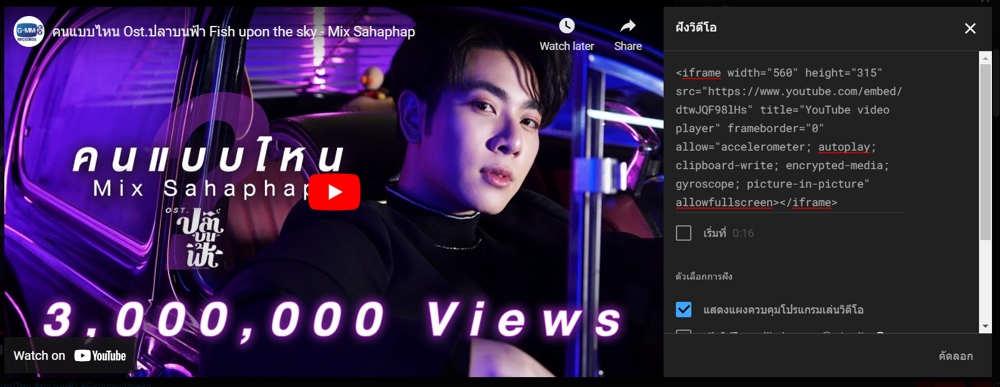 G-MM-
RECORDS
คนแบบไหน Ost.ปลาบนฟ้า Fish upon the sky - Mix Sahaphap
Watch later
Share
คนแบบไหน
Mix Sahaphap
OST.
ปลา
บน
ฟ้า
3,000,000 Views
Watch on YouTube
ฝังวิดีโอ
<iframe width="560" height="315"
src="https://www.youtube.com/embed/
dtwJQF98lHs" title="YouTube video
player" frameborder="0"
allow="accelerometer; autoplay;
clipboard-write; encrypted-media;
gyroscope; picture-in-picture"
allowfullscreen></iframe>
เริ่มที่ 0:16
ตัวเลือกการฝัง
แสดงแผงควบคุมโปรแกรมเล่นวิดีโอ
คัดลอก